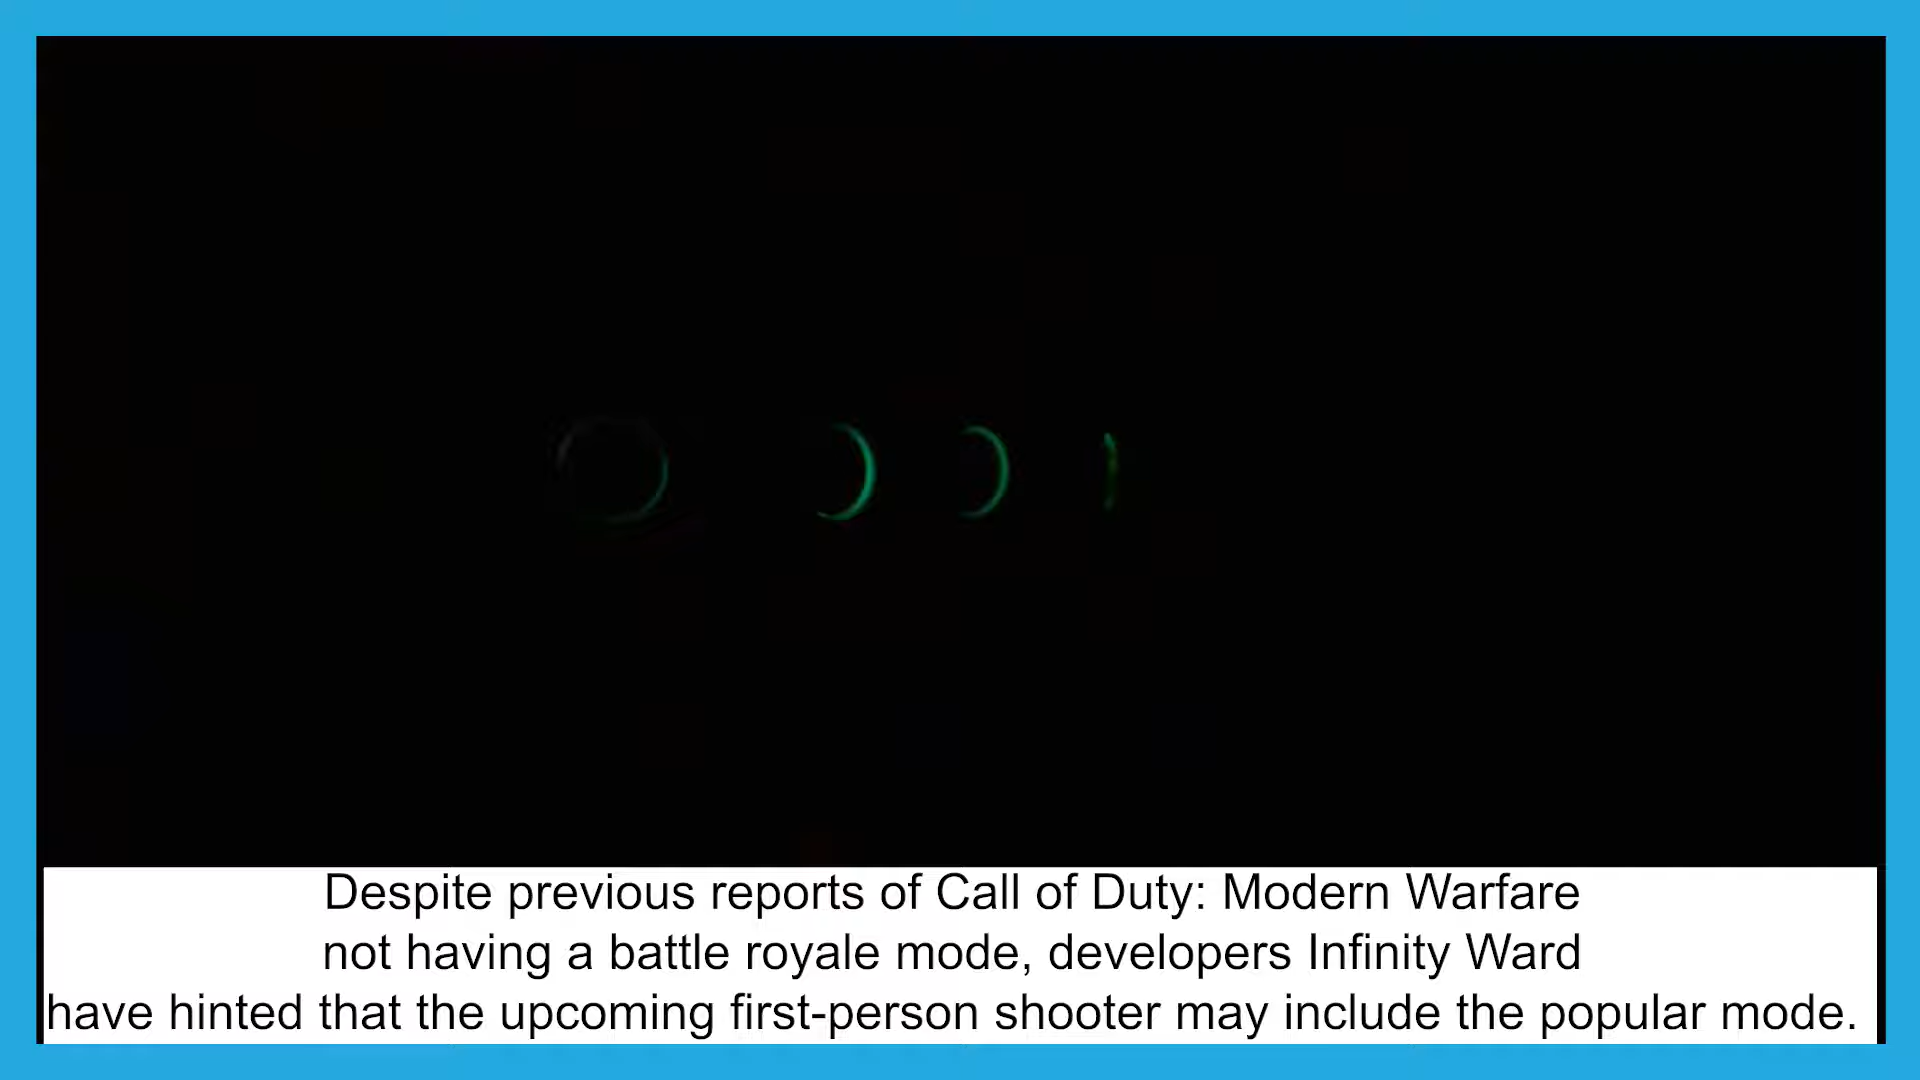 Despite previous reports of Call of Duty: Modern Warfare
not having a battle royale mode, developers Infinity Ward
have hinted that the upcoming first-person shooter may include the popular mode.